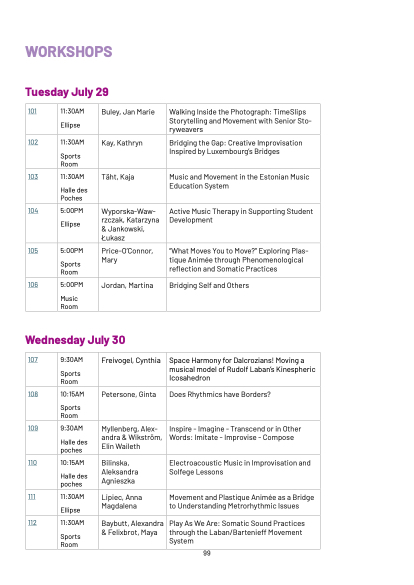 WORKSHOPS
Tuesday July 29
101 11:30AM Buley, Jan Marie Walking Inside the Photograph: TimeSlips
Ellipse Storytelling and Movement with Senior Sto-
ryweavers
102 11:30AM Kay, Kathryn Bridging the Gap: Creative Improvisation
Sports Inspired by Luxembourg's Bridges
Room
103 11:30AM Täht, Kaja Music and Movement in the Estonian Music
Halle des Education System
Poches
104 5:00PM Wyporska-Waw- Active Music Therapy in Supporting Student
Ellipse rzczak, Katarzyna Development
& Jankowski,
Łukasz
105 5:00PM Price-O'Connor, "What Moves You to Move?" Exploring Plas-
Sports Mary tique Animée through Phenomenological
Room reflection and Somatic Practices
106 5:00PM Jordan, Martina Bridging Self and Others
Music
Room
Wednesday July 30
107 9:30AM Freivogel, Cynthia Space Harmony for Dalcrozians! Moving a
Sports musical model of Rudolf Laban's Kinespheric
Room Icosahedron
108 10:15AM Petersone, Ginta Does Rhythmics have Borders?
Sports
Room
109 9:30AM Myllenberg, Alex- Inspire - Imagine - Transcend or in Other
Halle des andra & Wikström, Words: Imitate - Improvise - Compose
poches Elin Waileth
110 10:15AM Bilinska, Electroacoustic Music in Improvisation and
Halle des Aleksandra Solfege Lessons
poches Agnieszka
111 11:30AM Lipiec, Anna Movement and Plastique Animée as a Bridge
Ellipse Magdalena to Understanding Metrorhythmic Issues
112 11:30AM Baybutt, Alexandra Play As We Are: Somatic Sound Practices
Sports & Felixbrot, Maya through the Laban/Bartenieff Movement
Room System
99